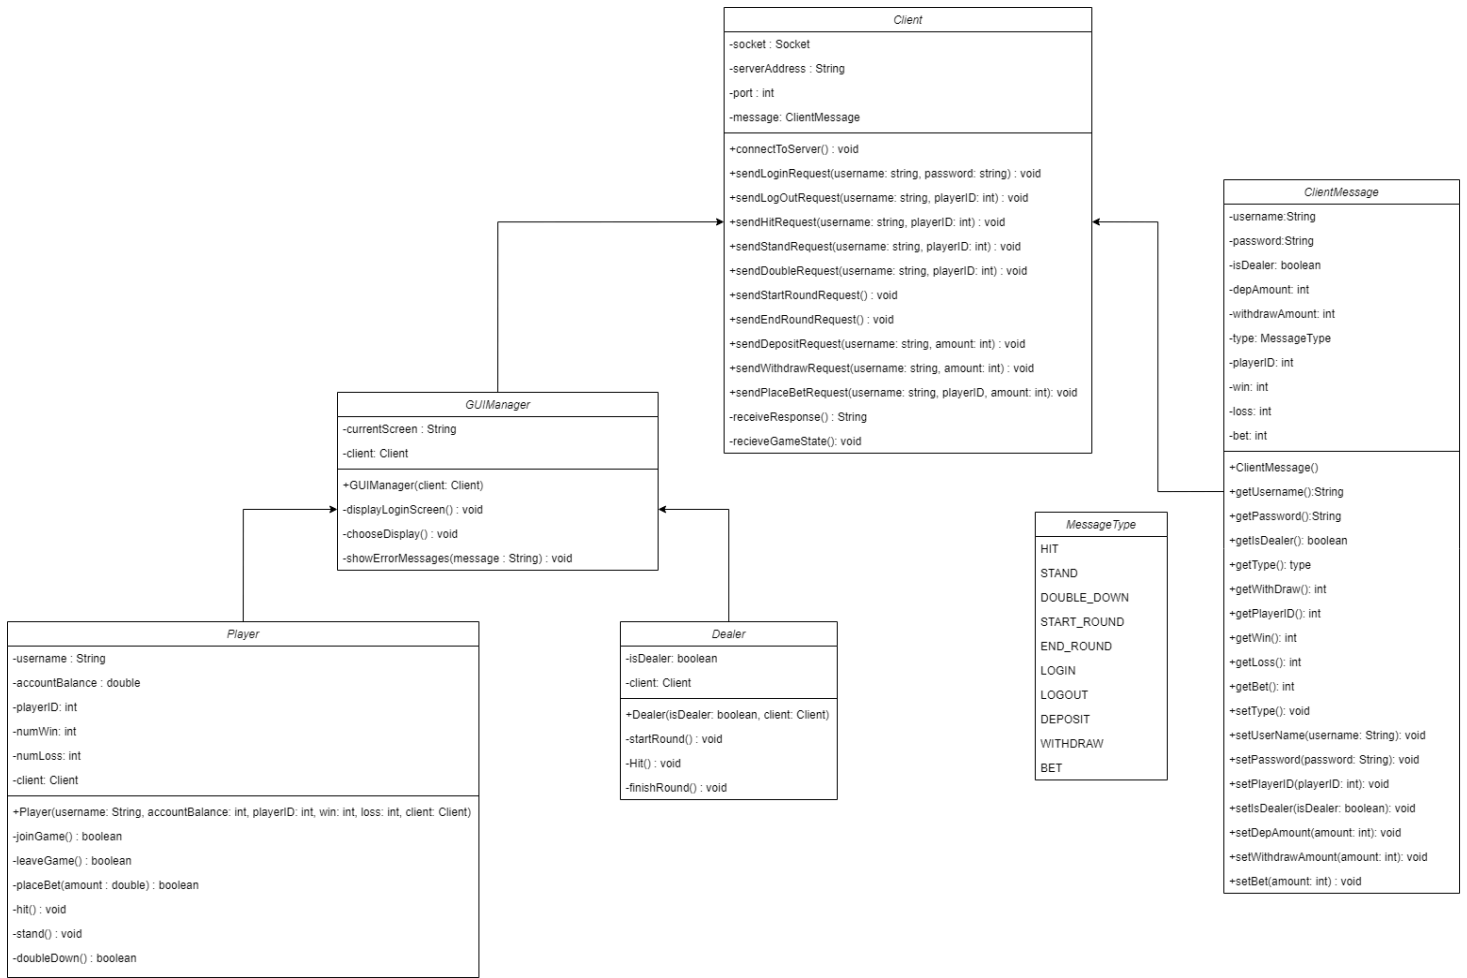 Client
-socket : Socket
-serverAddress : String
-port : int
-message: ClientMessage
+connectToServer() : void
+sendLoginRequest(username: string, password: string) : void
+sendLogOutRequest(username: string, playerID: int) : void
+sendHitRequest(username: string, playerID: int) : void
+sendStandRequest(username: string, playerID: int) : void
+sendDoubleRequest(username: string, playerID: int) : void
+sendStartRoundRequest() : void
+sendEndRoundRequest() : void
+sendDepositRequest(username: string, amount: int) : void
+sendWithdrawRequest(username: string, amount: int) : void
+sendPlaceBetRequest(username: string, playerID, amount: int): void
-receiveResponse() : String
-recieveGameState(): void
ClientMessage
-username:String
-password:String
-isDealer: boolean
-depAmount: int
-withdrawAmount: int
-type: MessageType
-playerID: int
-win: int
-loss: int
-bet: int
+ClientMessage()
+getUsername():String
+getPassword():String
+getIsDealer(): boolean
+getType(): type
+getWithDraw(): int
+getPlayerID(): int
+getWin(): int
+getLoss(): int
+getBet(): int
+setType(): void
+setUserName(username: String): void
+setPassword(password: String): void
+setPlayerID(playerID: int): void
+setIsDealer(isDealer: boolean): void
+setDepAmount(amount: int): void
+setWithdrawAmount(amount: int): void
+setBet(amount: int) : void
GUIManager
-currentScreen : String
-client: Client
+GUIManager(client: Client)
-displayLoginScreen() : void
-chooseDisplay() : void
-showErrorMessages(message : String) : void
MessageType
HIT
STAND
DOUBLE_DOWN
START_ROUND
END_ROUND
LOGIN
LOGOUT
DEPOSIT
WITHDRAW
BET
Player
-username : String
-accountBalance : double
-playerID: int
-numWin: int
-numLoss: int
-client: Client
+Player(username: String, accountBalance: int, playerID: int, win: int, loss: int, client: Client)
-joinGame() : boolean
-leaveGame() : boolean
-placeBet(amount : double) : boolean
-hit() : void
-stand() : void
-doubleDown() : boolean
Dealer
-isDealer: boolean
-client: Client
+Dealer(isDealer: boolean, client: Client)
-startRound() : void
-Hit() : void
-finishRound() : void